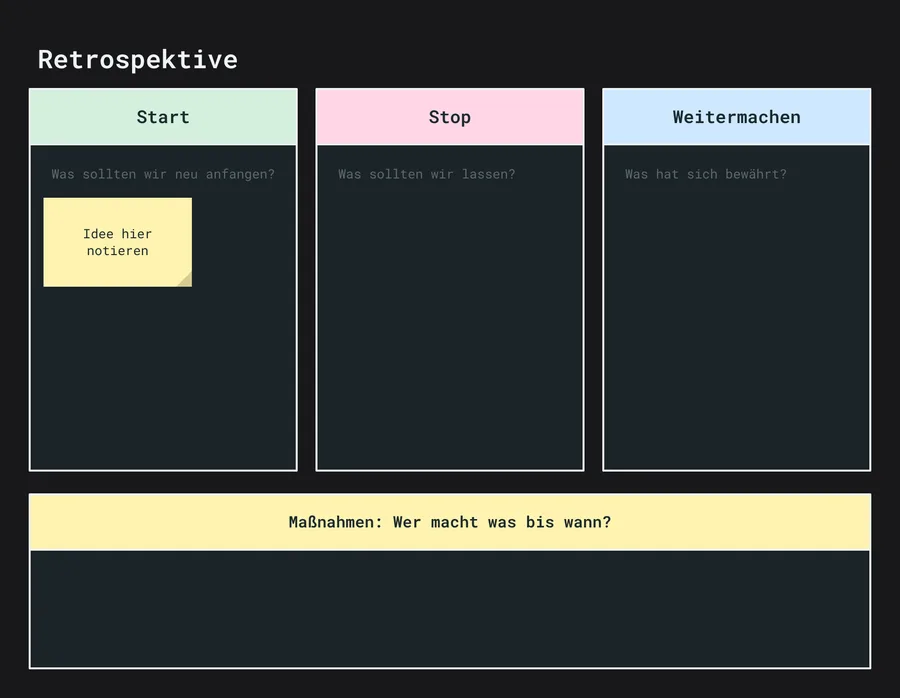 Retrospektive
Start
Stop
Weitermachen
Was sollten wir neu anfangen?
Was sollten wir lassen?
Was hat sich bewährt?
Idee hier
notieren
Maßnahmen: Wer macht was bis wann?